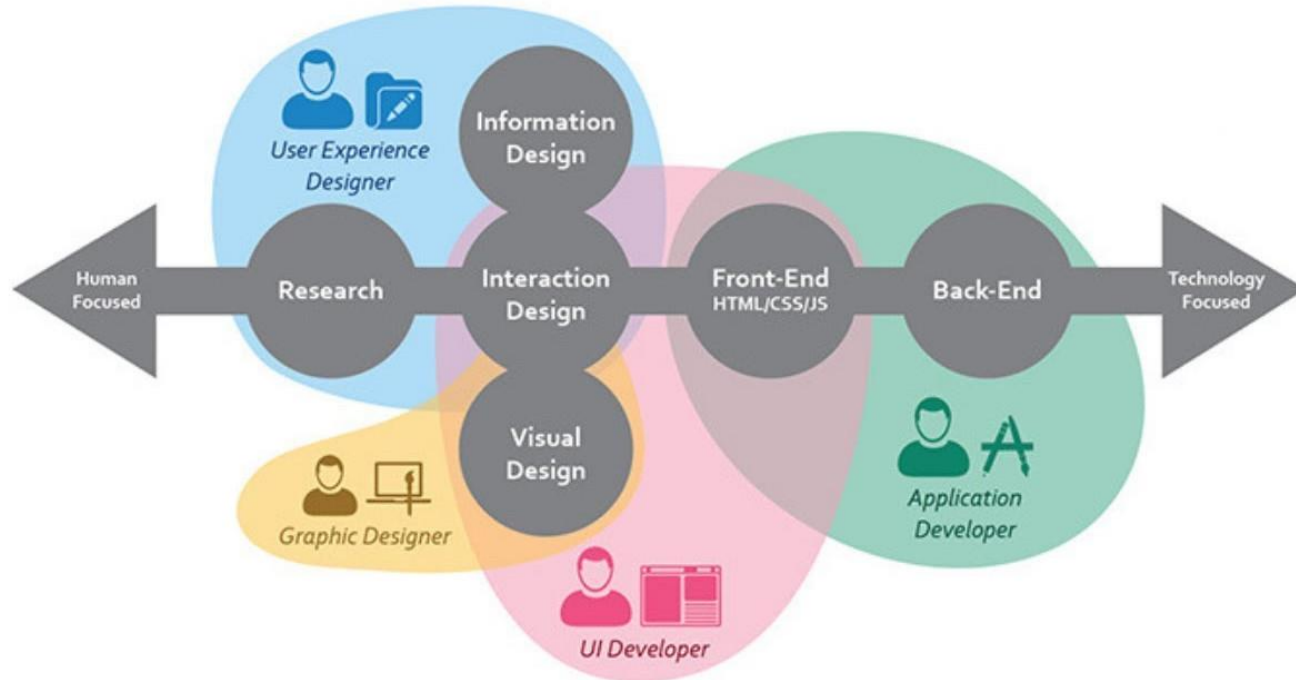 User Experience
Designer
Information
Design
Human
Focused
Research
Interaction
Design
Front-End
HTML/CSS/JS
Back-End
Technology
Focused
Visual
Design
Graphic Designer
UI Developer
Application
Developer